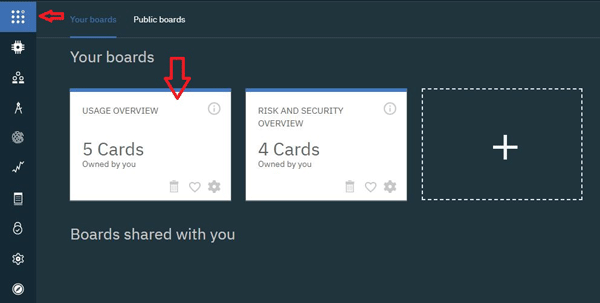 Your boards
Public boards
Your boards
USAGE OVERVIEW
5 Cards
Owned by you
RISK AND SECURITY
OVERVIEW
4 Cards
Owned by you
Boards shared with you